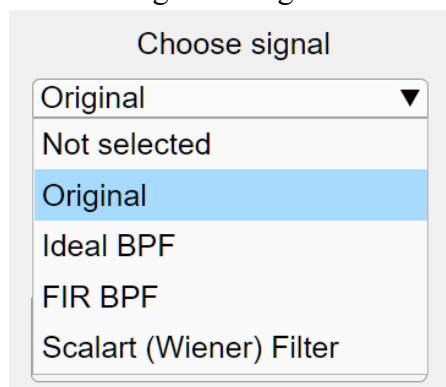 Choose signal
Original ▼
Not selected
Original
Ideal BPF
FIR BPF
Scalart (Wiener) Filter